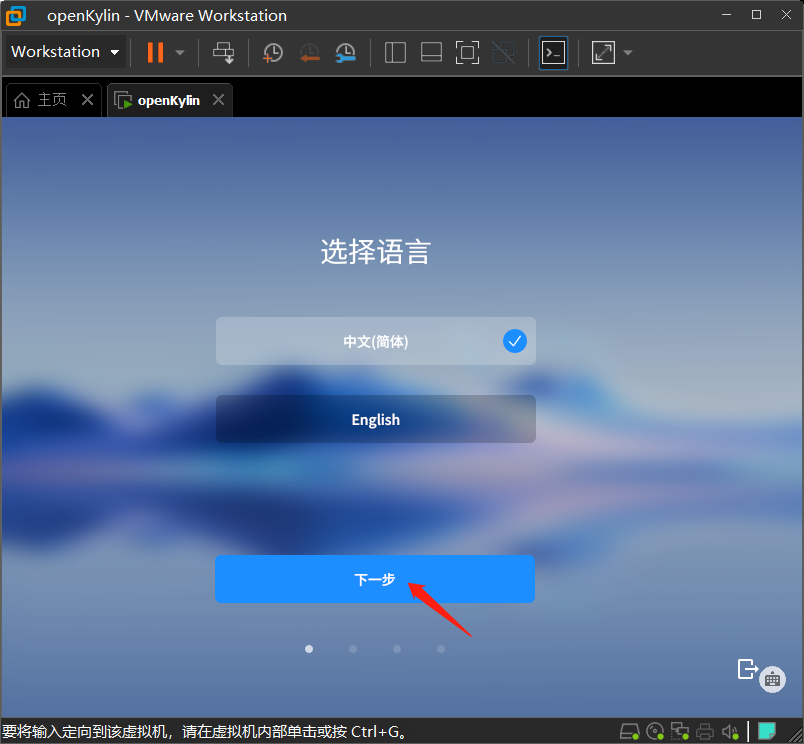 openKylin - VMware Workstation
Workstation
主页
openKylin
选择语言
中文(简体)
English
下一步
要将输入定向到该虚拟机，请在虚拟机内部单击或按 Ctrl+G。